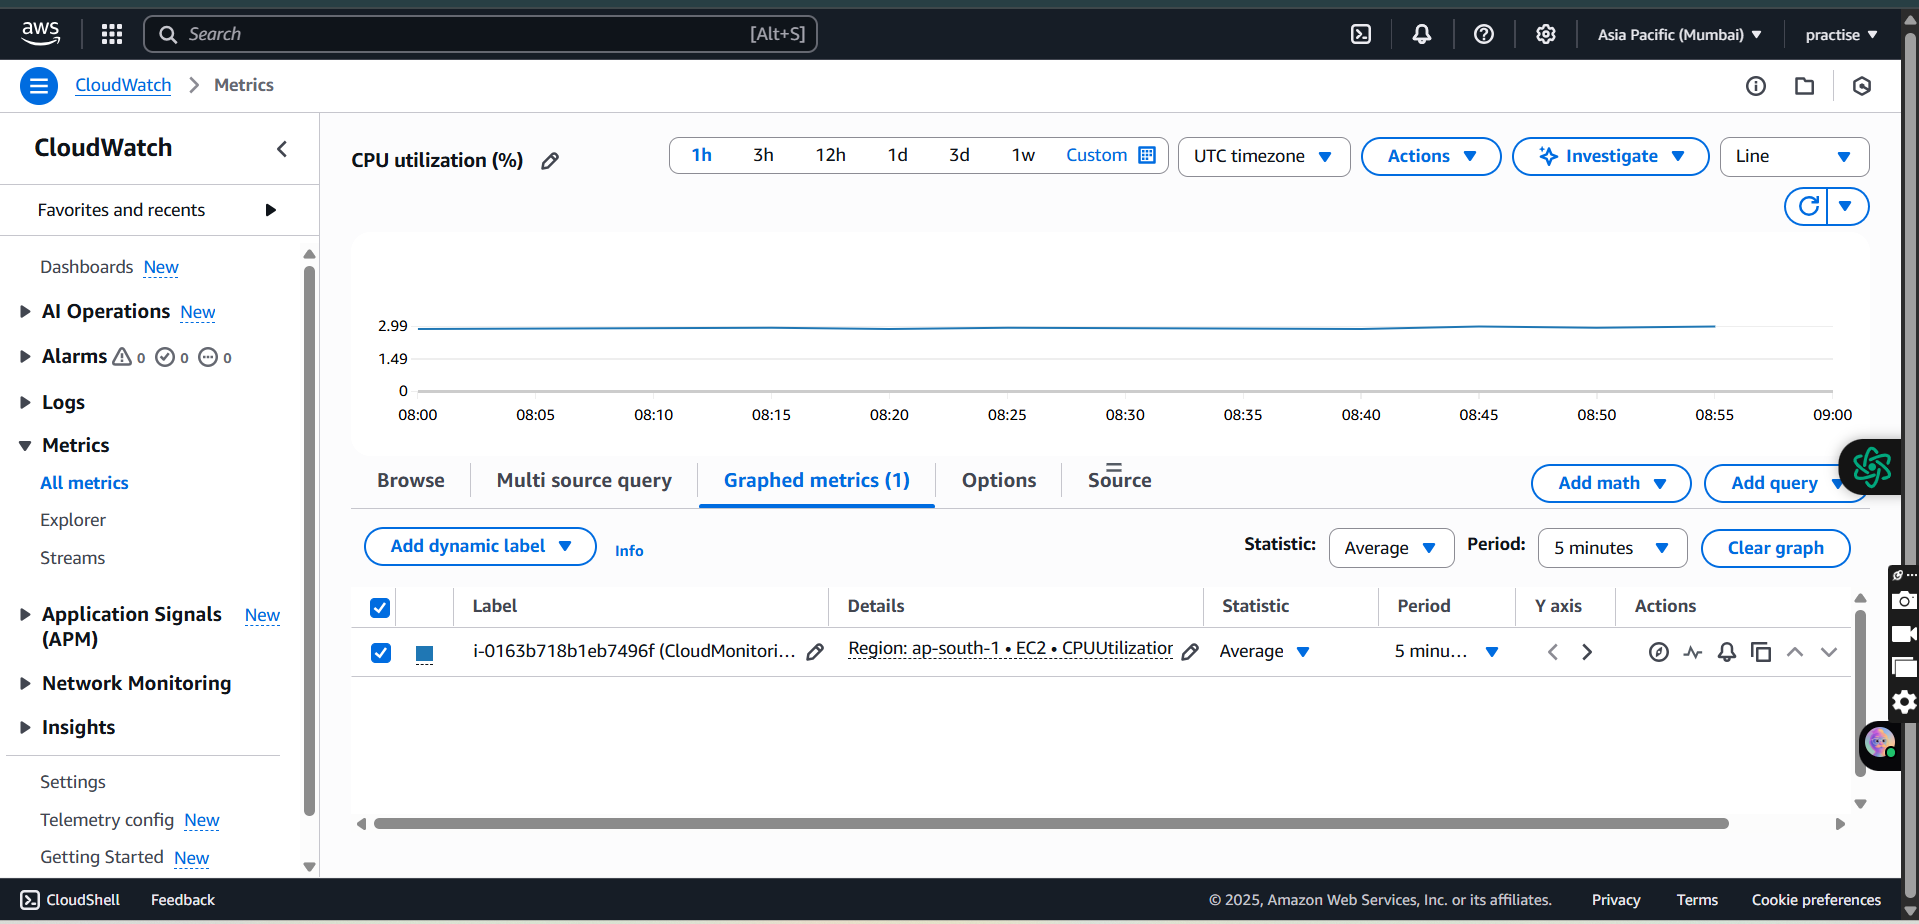 aws
Search [Alt+S]
Asia Pacific (Mumbai)
practise
CloudWatch
Metrics
CloudWatch
Favorites and recents
Dashboards New
AI Operations New
Alarms 0 0 0
Logs
Metrics
All metrics
Explorer
Streams
Application Signals New
(APM)
Network Monitoring
Insights
Settings
Telemetry config New
Getting Started New
CPU utilization (%)
1h 3h 12h 1d 3d 1w Custom
UTC timezone
Actions
Investigate
Line
2.99
1.49
0
08:00 08:05 08:10 08:15 08:20 08:25 08:30 08:35 08:40 08:45 08:50 08:55 09:00
Browse
Multi source query
Graphed metrics (1)
Options
Source
Add math
Add query
Add dynamic label
Info
Statistic: Average
Period: 5 minutes
Clear graph
Label Details Statistic Period Y axis Actions
i-0163b718b1eb7496f (CloudMonitori... Region: ap-south-1 • EC2 • CPUUtilization Average 5 minu...
CloudShell
Feedback
© 2025, Amazon Web Services, Inc. or its affiliates.
Privacy
Terms
Cookie preferences